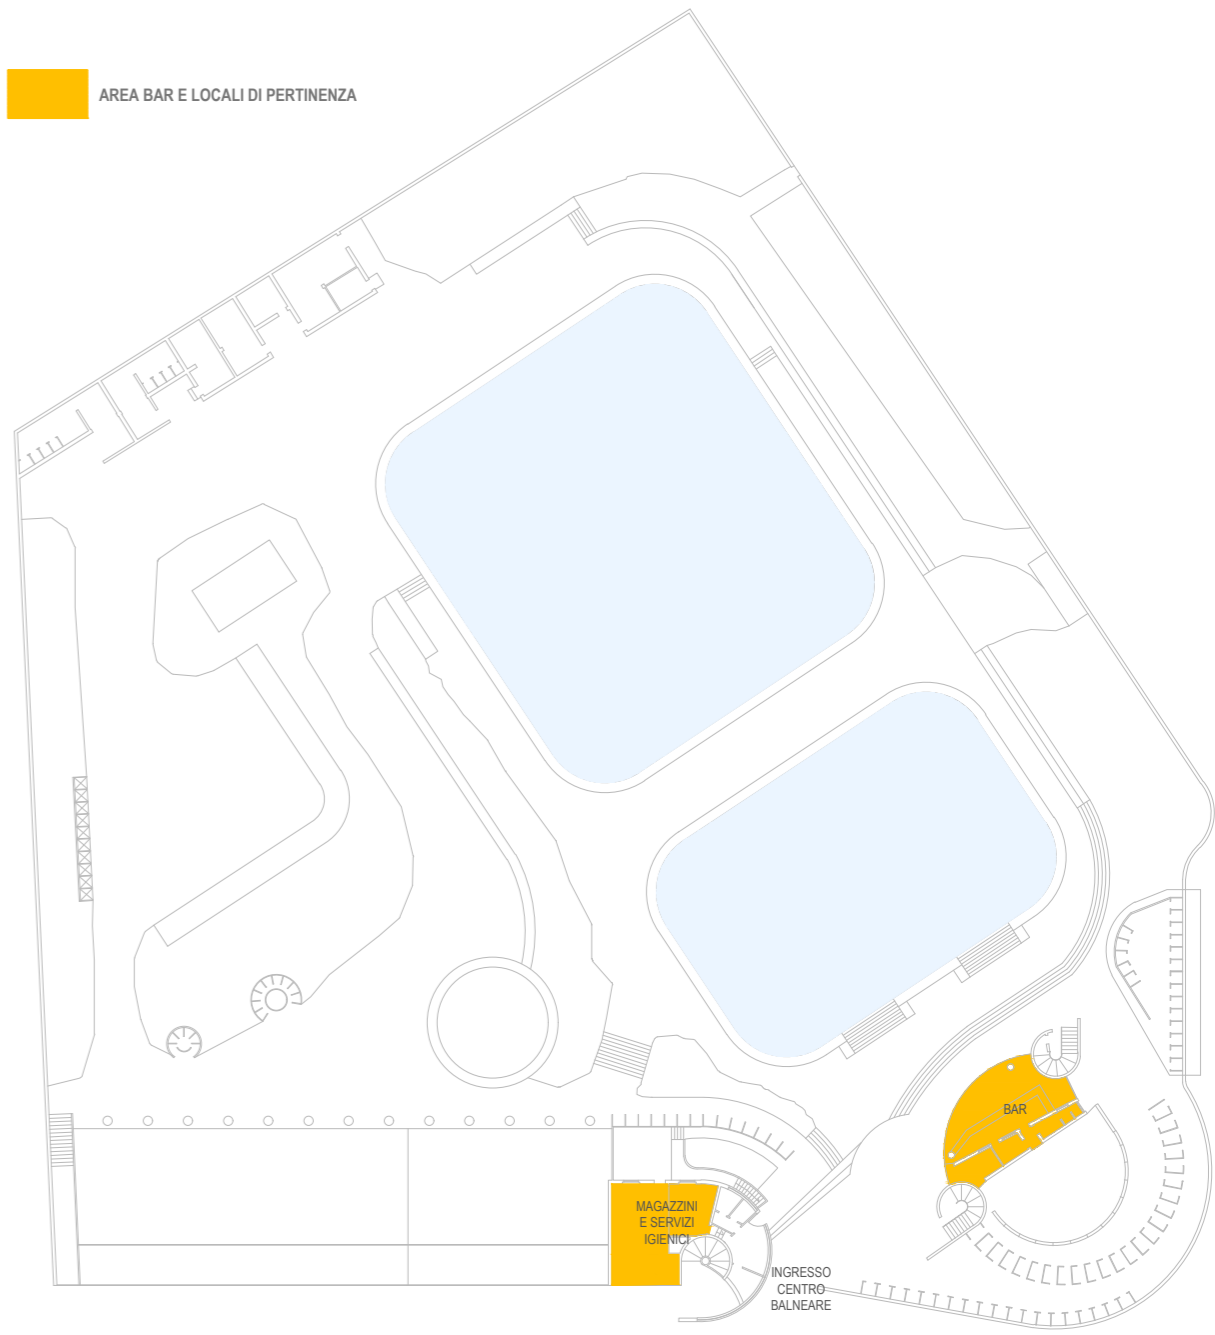 AREA BAR E LOCALI DI PERTINENZA
BAR
MAGAZZINI
E SERVIZI
IGIENICI
INGRESSO
CENTRO
BALNEARE